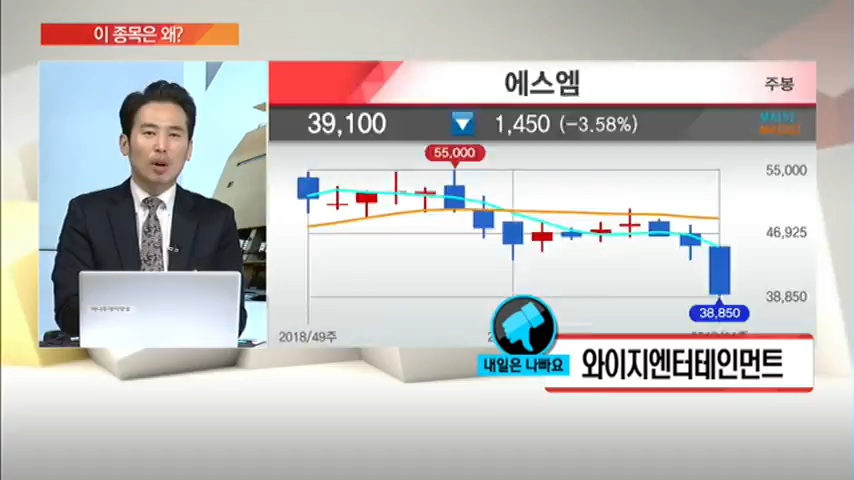 이 종목은 왜?
에스엠
주봉
39,100 ▼ 1,450 (-3.58%)
55,000
55,000
46,925
38,850
38,850
2018/49주
내일은 나빠요
와이지엔터테인먼트